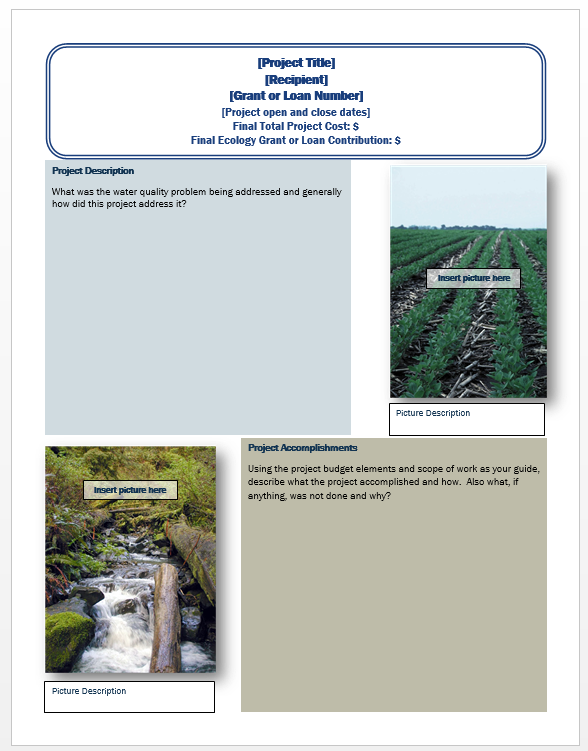 [Project Title]
[Recipient]
[Grant or Loan Number]
[Project open and close dates]
Final Total Project Cost: $
Final Ecology Grant or Loan Contribution: $
Project Description
What was the water quality problem being addressed and generally
how did this project address it?
Insert picture here
Picture Description
Insert picture here
Picture Description
Project Accomplishments
Using the project budget elements and scope of work as your guide,
describe what the project accomplished and how.  Also what, if
anything, was not done and why?